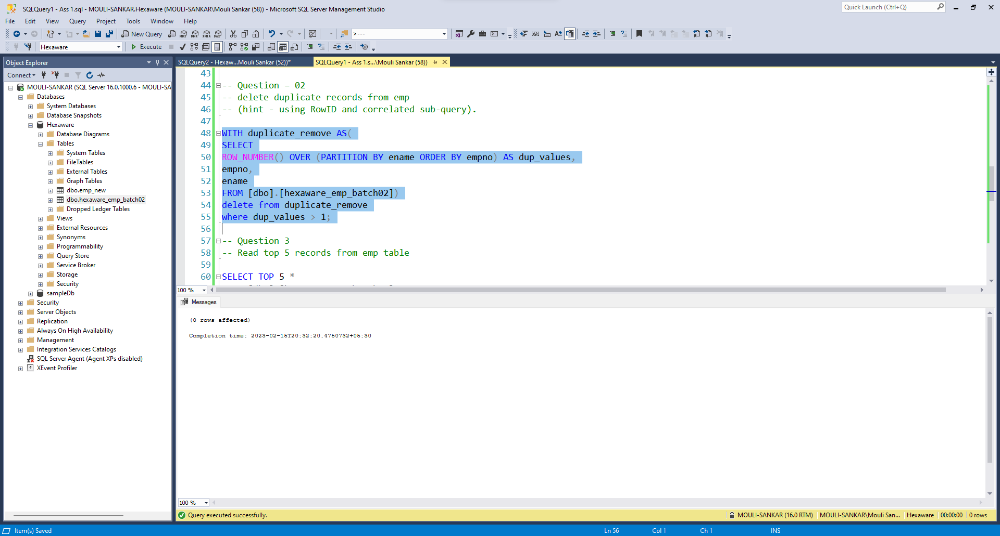 SQLQuery1 - Ass 1.sql - MOULI-SANKAR.Hexaware (MOULI-SANKAR\Mouli Sankar (58)) - Microsoft SQL Server Management Studio
Quick Launch (Ctrl+Q)
File Edit View Query Project Tools Window Help
New Query MDX DMX XMLA DAX >---
Hexaware Execute
Object Explorer
Connect
MOULI-SANKAR (SQL Server 16.0.1000.6 - MOULI-SA
Databases
System Databases
Database Snapshots
Hexaware
Database Diagrams
Tables
System Tables
FileTables
External Tables
Graph Tables
dbo.emp_new
dbo.hexaware_emp_batch02
Dropped Ledger Tables
Views
External Resources
Synonyms
Programmability
Query Store
Service Broker
Storage
Security
sampleDb
Security
Server Objects
Replication
Always On High Availability
Management
Integration Services Catalogs
SQL Server Agent (Agent XPs disabled)
XEvent Profiler
SQLQuery2 - Hexaw...Mouli Sankar (52))*
SQLQuery1 - Ass 1.s...\Mouli Sankar (58))
43
44 -- Question – 02
45 -- delete duplicate records from emp
46 -- (hint - using RowID and correlated sub-query).
47
48 WITH duplicate_remove AS(
49 SELECT
50 ROW_NUMBER() OVER (PARTITION BY ename ORDER BY empno) AS dup_values,
51 empno,
52 ename
53 FROM [dbo].[hexaware_emp_batch02])
54 delete from duplicate_remove
55 where dup_values > 1;
56
57 -- Question 3
58 -- Read top 5 records from emp table
59
60 SELECT TOP 5 *
100 %
Messages
(0 rows affected)
Completion time: 2023-02-15T20:32:20.4750732+05:30
100 %
Query executed successfully.
MOULI-SANKAR (16.0 RTM) MOULI-SANKAR\Mouli San... Hexaware 00:00:00 0 rows
Item(s) Saved
Ln 56 Col 1 Ch 1 INS